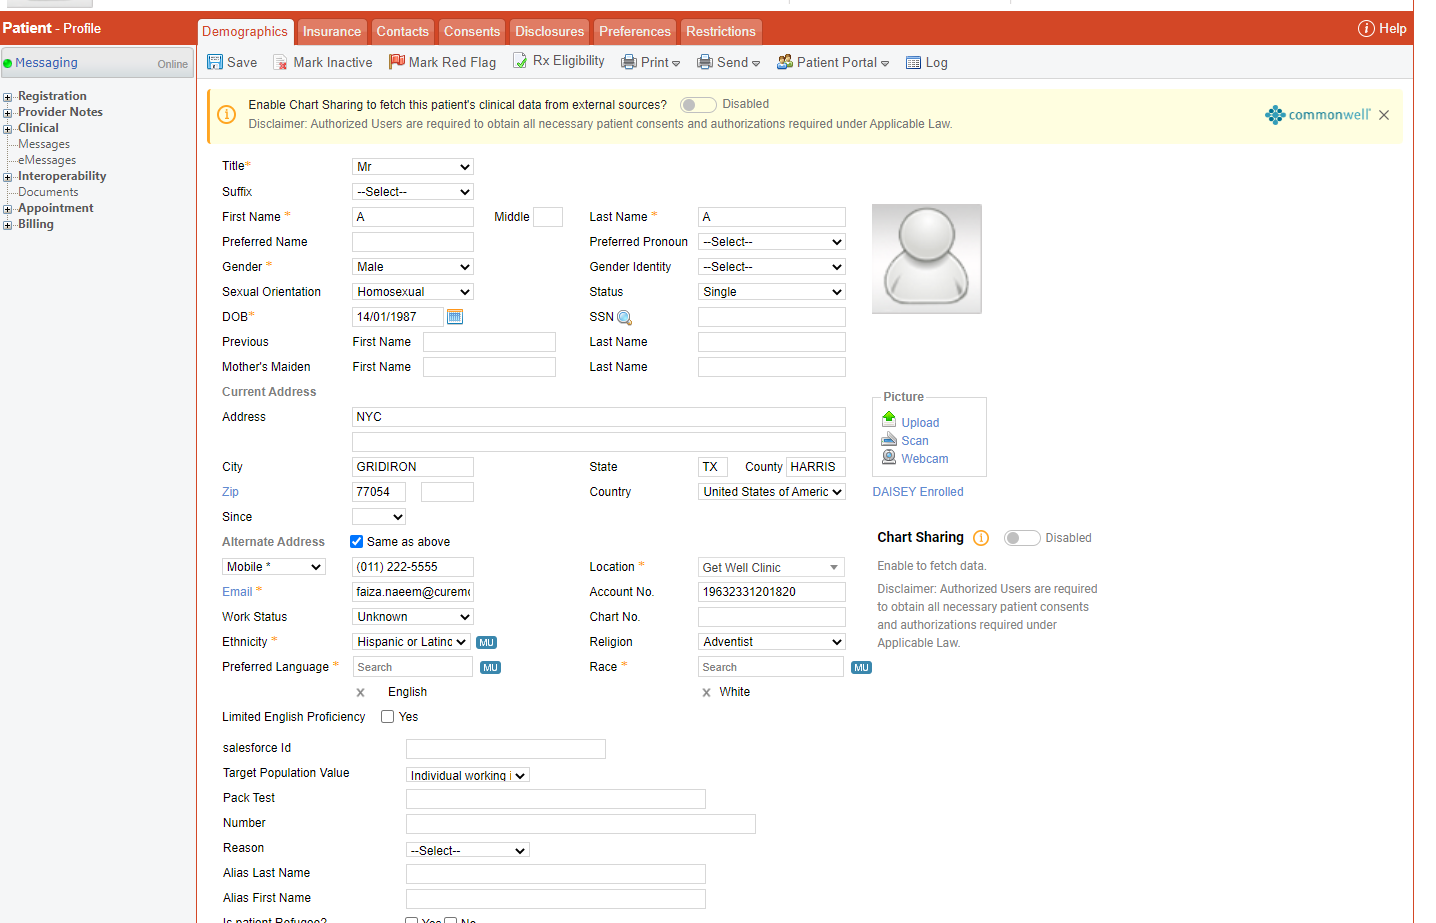 Patient - Profile
Demographics Insurance Contacts Consents Disclosures Preferences Restrictions
Help
Messaging Online
Save Mark Inactive Mark Red Flag Rx Eligibility Print Send Patient Portal Log
Registration
Provider Notes
Clinical
Messages
eMessages
Interoperability
Documents
Appointment
Billing
Enable Chart Sharing to fetch this patient's clinical data from external sources? Disabled
Disclaimer: Authorized Users are required to obtain all necessary patient consents and authorizations required under Applicable Law.
commonwell
Title* Mr
Suffix --Select--
First Name * A Middle Last Name * A
Preferred Name Preferred Pronoun --Select--
Gender * Male Gender Identity --Select--
Sexual Orientation Homosexual Status Single
DOB* 14/01/1987 SSN
Previous First Name Last Name
Mother's Maiden First Name Last Name
Current Address
Address NYC
City GRIDIRON State TX County HARRIS
Zip 77054 Country United States of Americ
Since
Alternate Address Same as above
Mobile * (011) 222-5555 Location * Get Well Clinic
Email * faiza.naeem@curem Account No. 19632331201820
Work Status Unknown Chart No.
Ethnicity * Hispanic or Latino MU Religion Adventist
Preferred Language * Search MU Race * Search MU
x English x White
Limited English Proficiency Yes
Picture
Upload
Scan
Webcam
DAISEY Enrolled
Chart Sharing Disabled
Enable to fetch data.
Disclaimer: Authorized Users are required
to obtain all necessary patient consents
and authorizations required under
Applicable Law.
salesforce Id
Target Population Value Individual working i
Pack Test
Number
Reason --Select--
Alias Last Name
Alias First Name
Is patient Refugee? Yes No